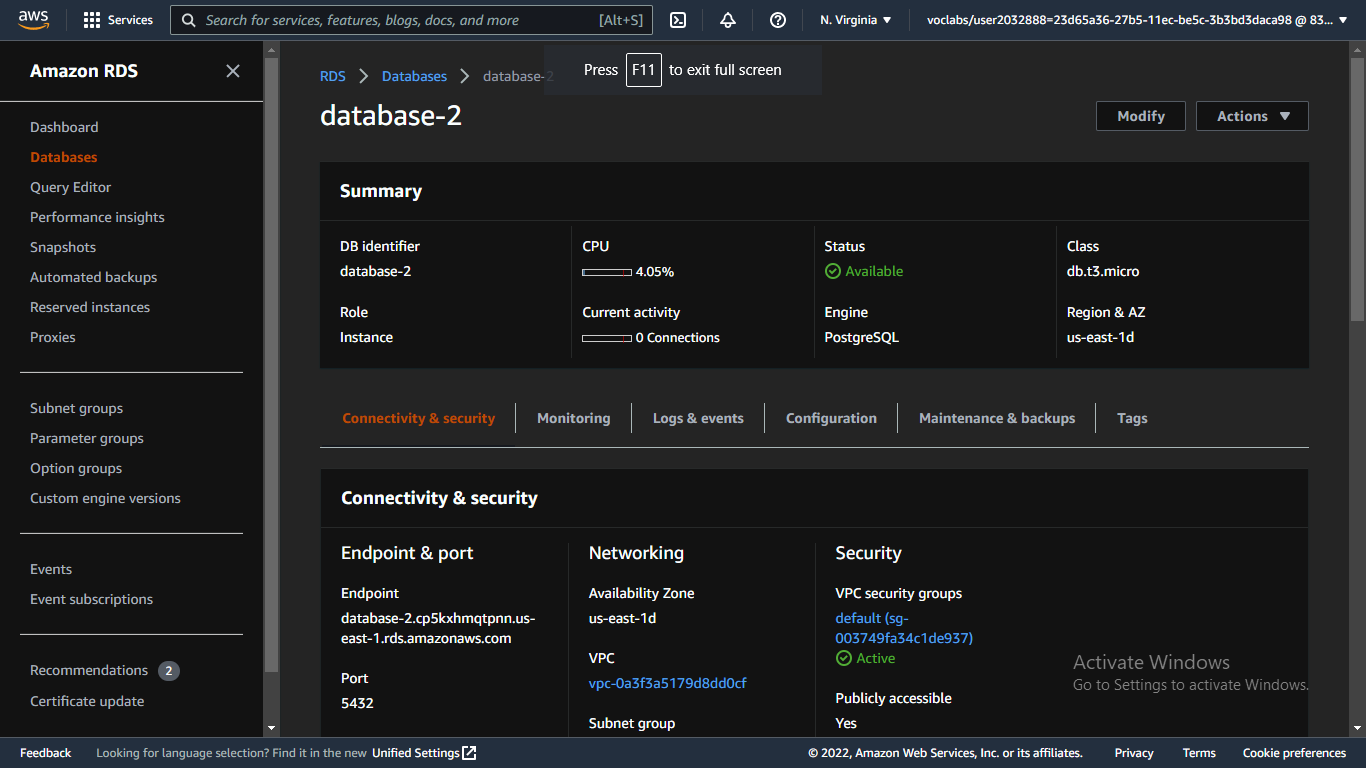 aws
Services
Search for services, features, blogs, docs, and more
[Alt+S]
N. Virginia ▼
voclabs/user2032888=23d65a36-27b5-11ec-be5c-3b3bd3daca98 @ 83... ▼
Press F11 to exit full screen
Amazon RDS
Dashboard
Databases
Query Editor
Performance insights
Snapshots
Automated backups
Reserved instances
Proxies
Subnet groups
Parameter groups
Option groups
Custom engine versions
Events
Event subscriptions
Recommendations 2
Certificate update
RDS > Databases > database-2
database-2
Modify
Actions ▼
Summary
DB identifier
database-2
CPU
4.05%
Status
Available
Class
db.t3.micro
Role
Instance
Current activity
0 Connections
Engine
PostgreSQL
Region & AZ
us-east-1d
Connectivity & security
Monitoring
Logs & events
Configuration
Maintenance & backups
Tags
Connectivity & security
Endpoint & port
Endpoint
database-2.cp5kxhmqtpnn.us-
east-1.rds.amazonaws.com
Port
5432
Networking
Availability Zone
us-east-1d
VPC
vpc-0a3f3a5179d8dd0cf
Subnet group
Security
VPC security groups
default (sg-
003749fa34c1de937)
Active
Publicly accessible
Yes
Activate Windows
Go to Settings to activate Windows.
Feedback
Looking for language selection? Find it in the new Unified Settings
© 2022, Amazon Web Services, Inc. or its affiliates.
Privacy
Terms
Cookie preferences